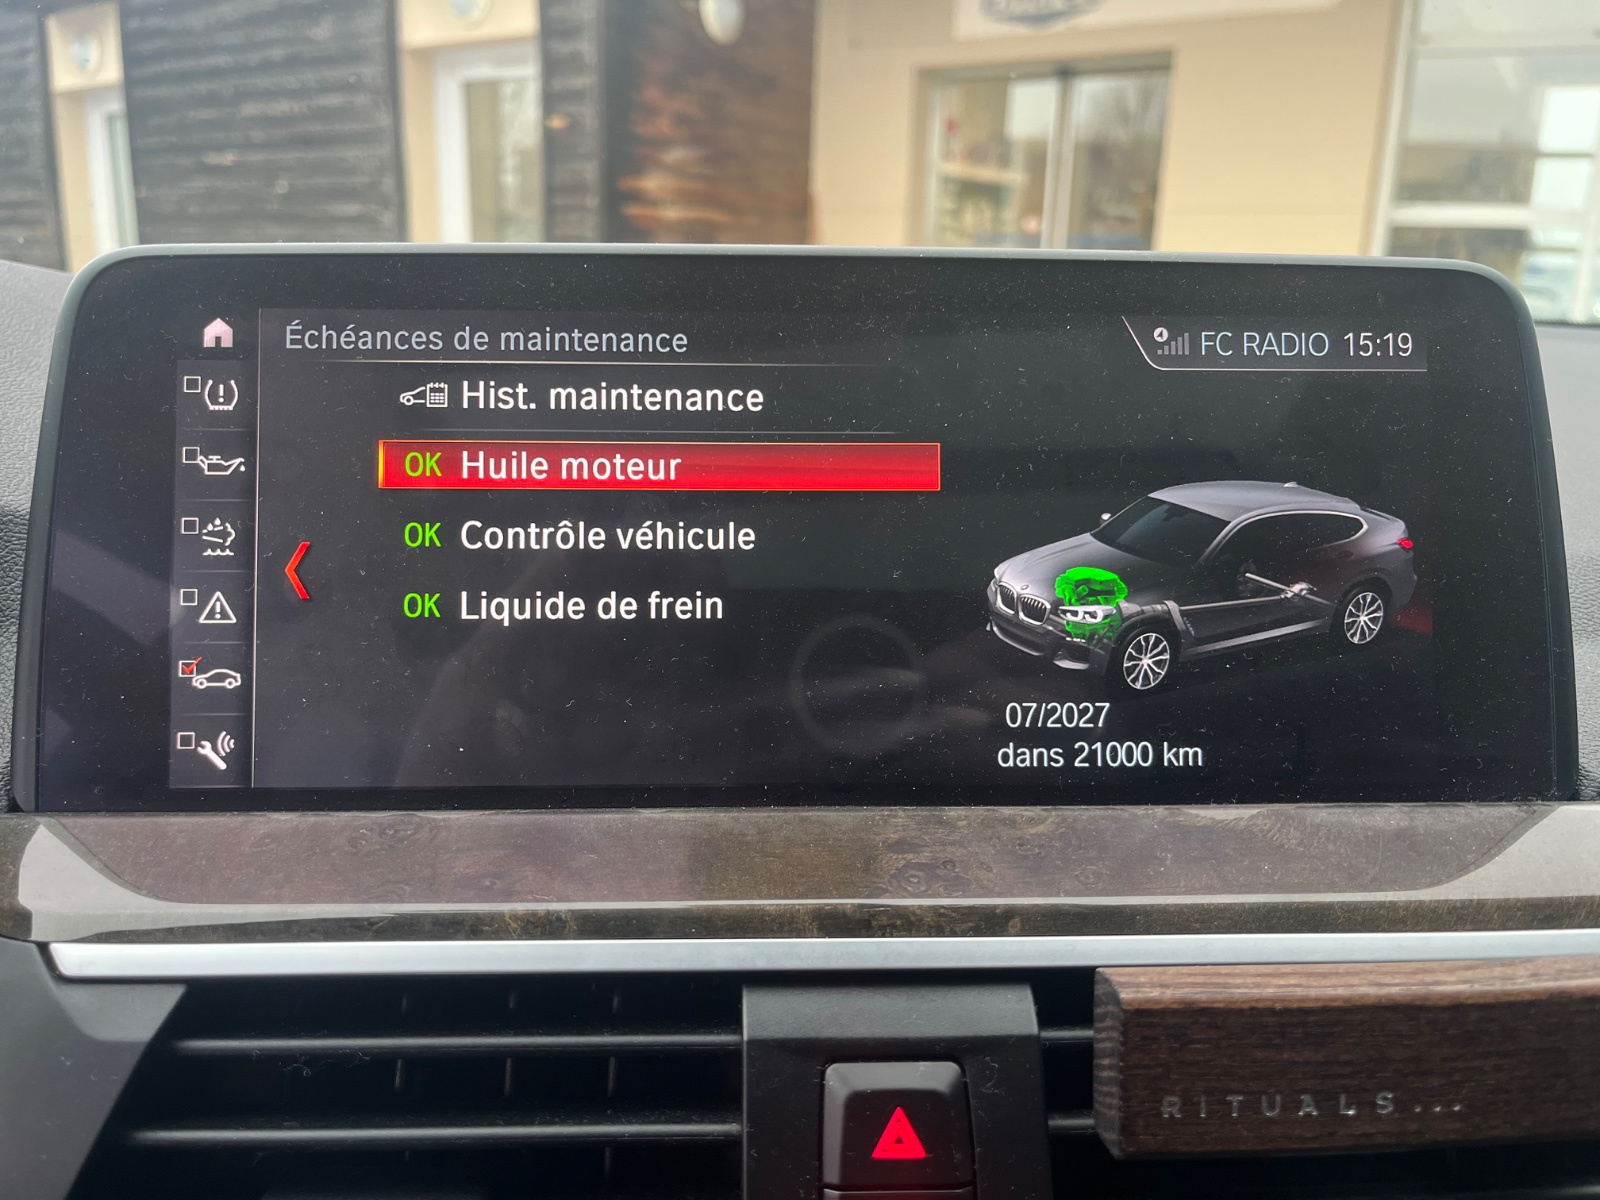 Échéances de maintenance
FC RADIO 15:19
Hist. maintenance
OK Huile moteur
OK Contrôle véhicule
OK Liquide de frein
07/2027
dans 21000 km
RITUALS...